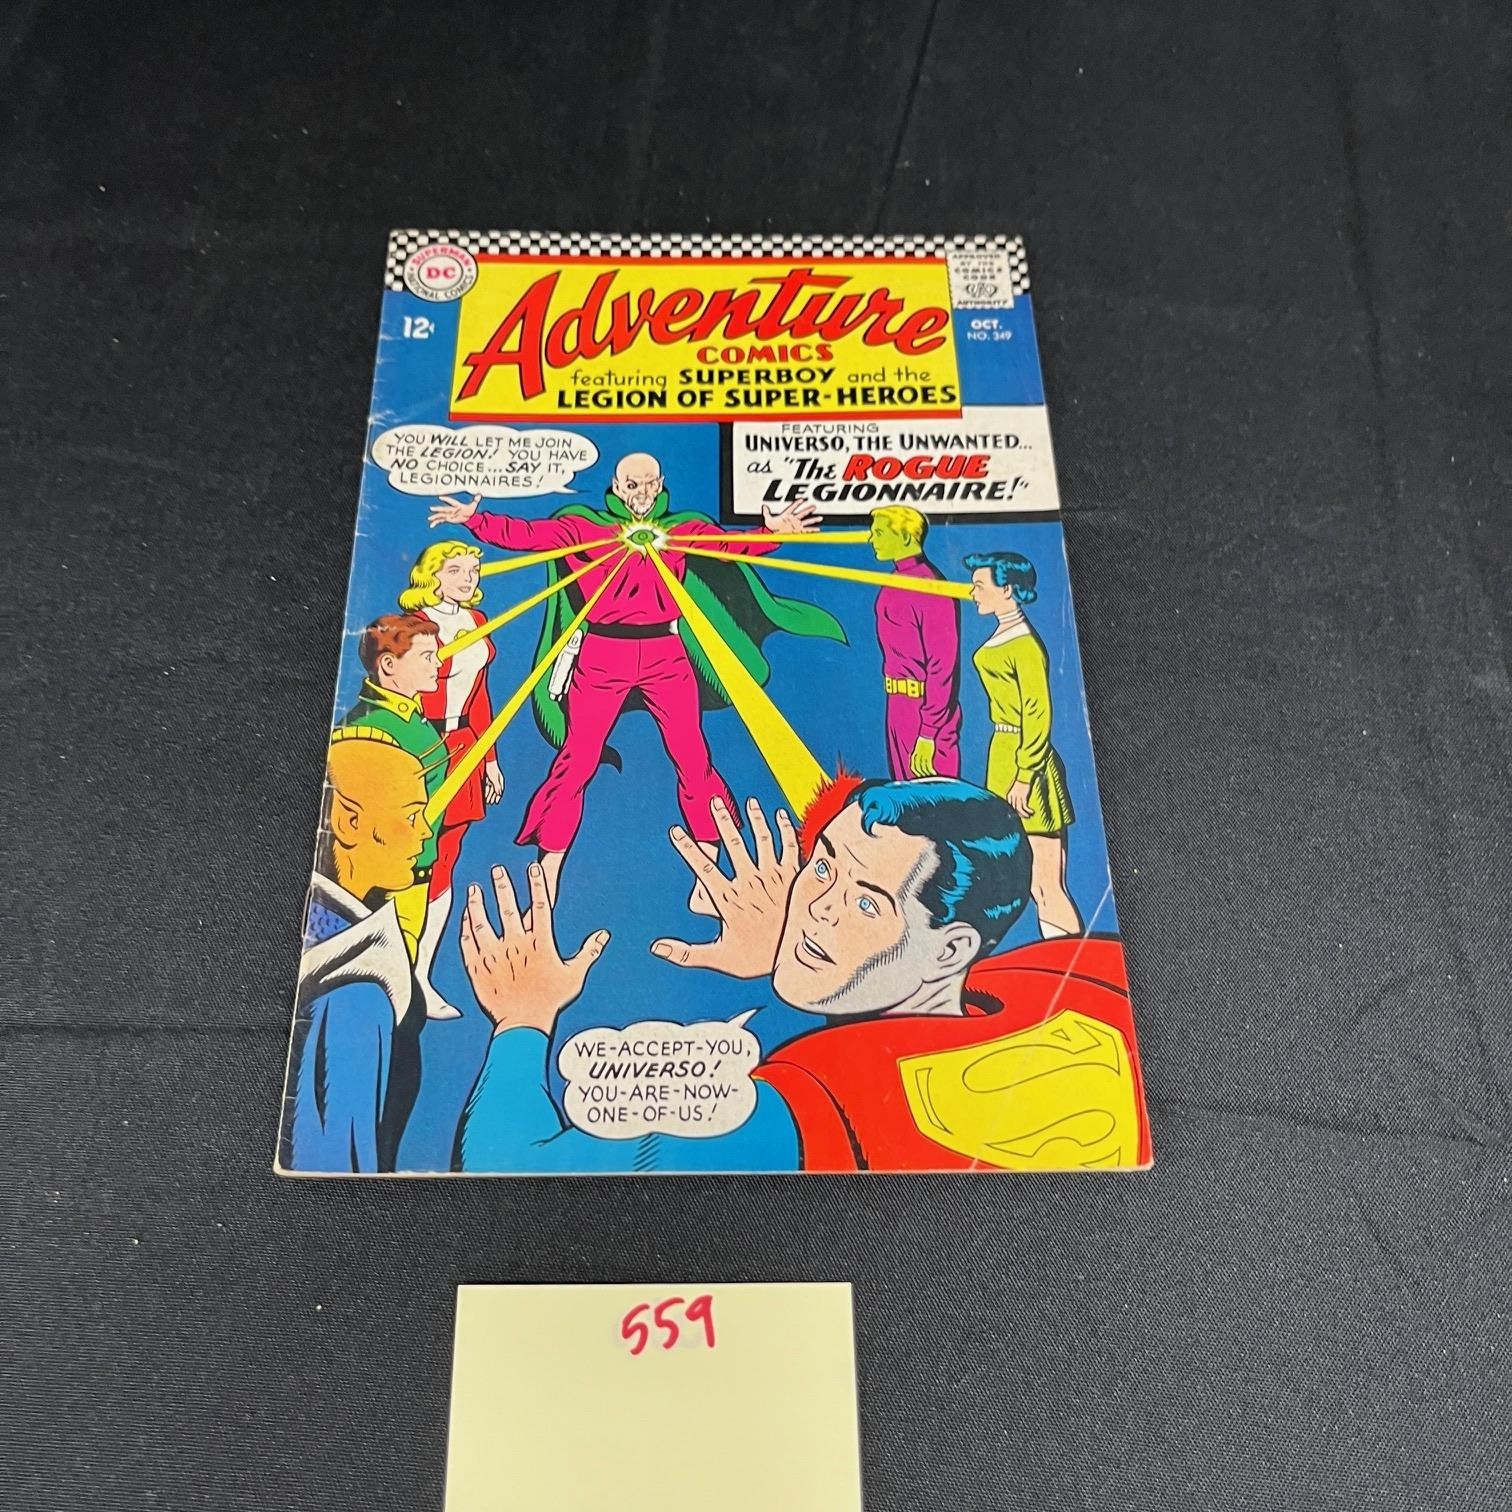 SUPERMAN
DC
NATIONAL COMICS
12¢
Adventure
COMICS
featuring SUPERBOY and the
LEGION OF SUPER-HEROES
APPROVED
BY THE
COMICS
CODE
AUTHORITY
OCT.
NO. 349
FEATURING
UNIVERSO, THE UNWANTED...
as "The ROGUE
LEGIONNAIRE!"
YOU WILL LET ME JOIN
THE LEGION! YOU HAVE
NO CHOICE...SAY IT,
LEGIONNAIRES!
WE-ACCEPT-YOU,
UNIVERSO!
YOU-ARE-NOW-
ONE-OF-US!
S
559